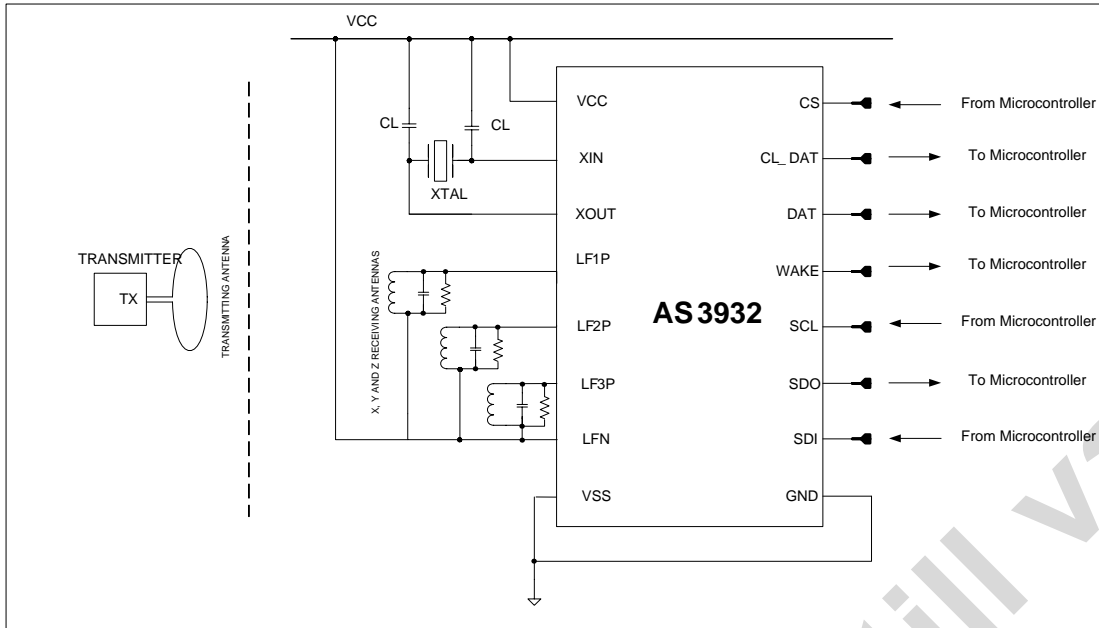 VCC
CL
CL
XTAL
VCC
XIN
XOUT
LF1P
LF2P
LF3P
LFN
VSS
AS3932
CS
CL_DAT
DAT
WAKE
SCL
SDO
SDI
GND
From Microcontroller
To Microcontroller
To Microcontroller
To Microcontroller
From Microcontroller
To Microcontroller
From Microcontroller
TRANSMITTER
TX
TRANSMITTING ANTENNA
X, Y AND Z RECEIVING ANTENNAS
till